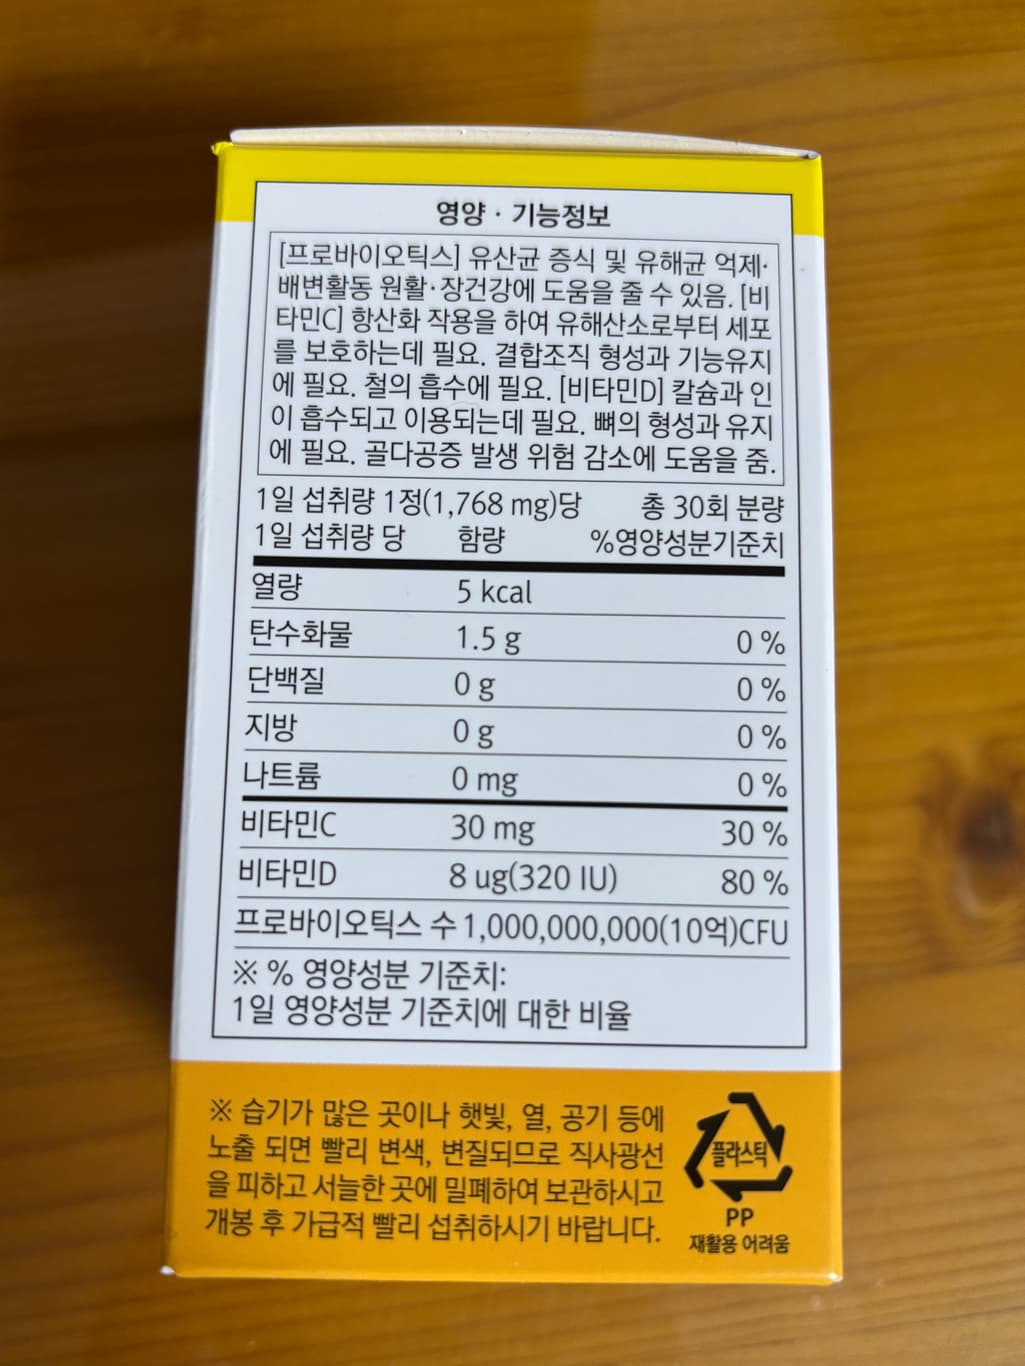 영양 · 기능정보
[프로바이오틱스] 유산균 증식 및 유해균 억제·
배변활동 원활·장건강에 도움을 줄 수 있음. [비
타민C] 항산화 작용을 하여 유해산소로부터 세포
를 보호하는데 필요. 결합조직 형성과 기능유지
에 필요. 철의 흡수에 필요. [비타민D] 칼슘과 인
이 흡수되고 이용되는데 필요. 뼈의 형성과 유지
에 필요. 골다공증 발생 위험 감소에 도움을 줌.
1일 섭취량 1정(1,768 mg)당 총 30회 분량
1일 섭취량 당 함량 %영양성분기준치
열량 5 kcal
탄수화물 1.5 g 0 %
단백질 0 g 0 %
지방 0 g 0 %
나트륨 0 mg 0 %
비타민C 30 mg 30 %
비타민D 8 ug(320 IU) 80 %
프로바이오틱스 수 1,000,000,000(10억)CFU
※ % 영양성분 기준치:
1일 영양성분 기준치에 대한 비율
※ 습기가 많은 곳이나 햇빛, 열, 공기 등에
노출 되면 빨리 변색, 변질되므로 직사광선
을 피하고 서늘한 곳에 밀폐하여 보관하시고
개봉 후 가급적 빨리 섭취하시기 바랍니다.
플라스틱
PP
재활용 어려움